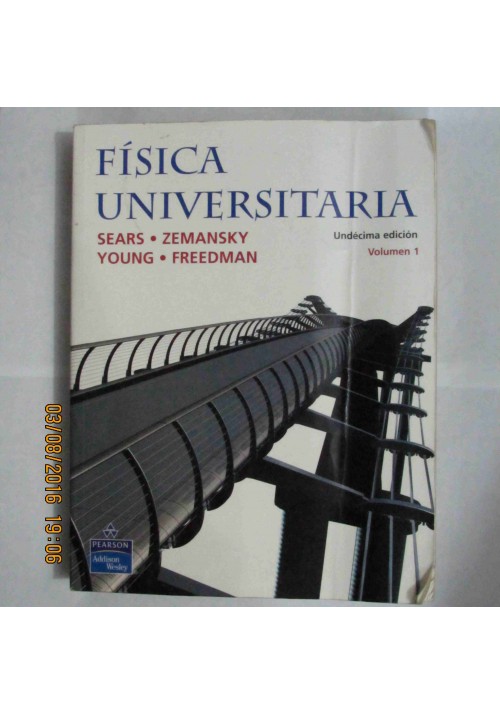 FÍSICA
UNIVERSITARIA
SEARS • ZEMANSKY
YOUNG • FREEDMAN
Undécima edición
Volumen 1
03/08/2016 19:06
PEARSON
Addison
Wesley